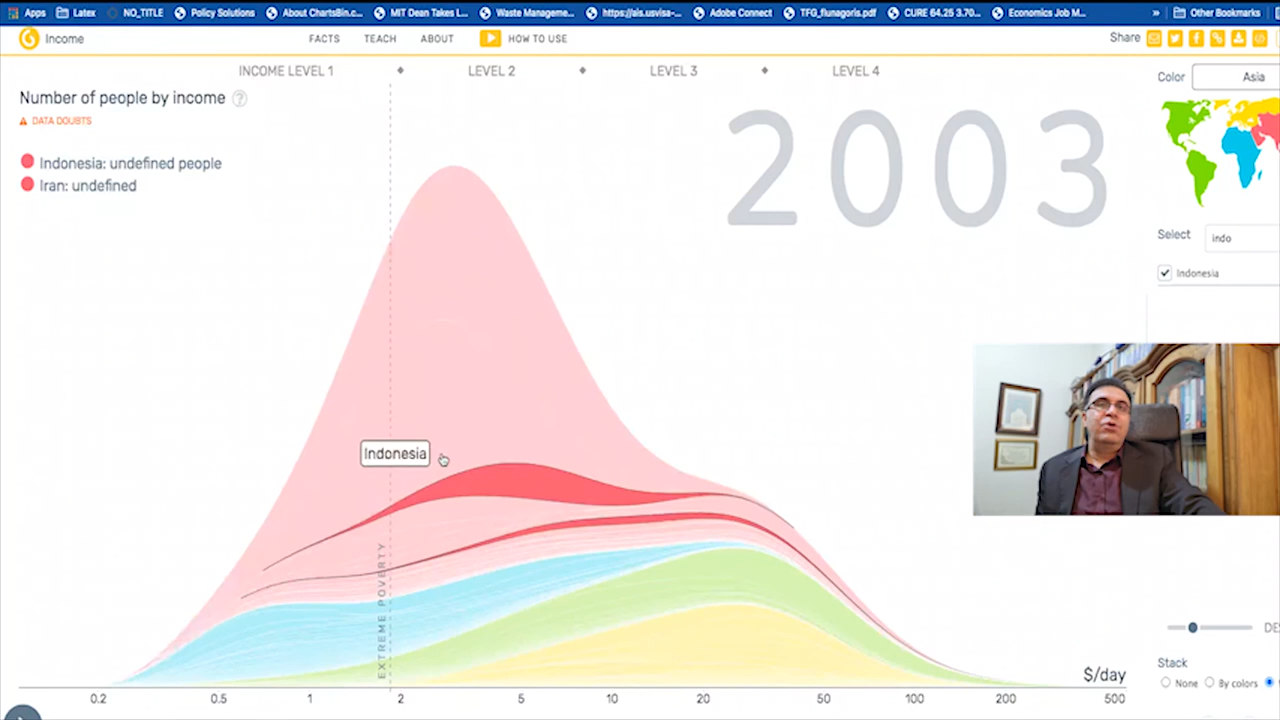 Apps Latex NO_TITLE Policy Solutions About ChartsBin.c... MIT Dean Takes L... Waste Manageme... https://ais.usvisa-... Adobe Connect TFG_flunagoris.pdf CURE 64.25 3.70... Economics Job M... » Other Bookmarks
Income FACTS TEACH ABOUT HOW TO USE Share
INCOME LEVEL 1 LEVEL 2 LEVEL 3 LEVEL 4
Color Asia
Number of people by income ?
DATA DOUBTS
2003
Indonesia: undefined people
Iran: undefined
Select indo
Indonesia
Indonesia
EXTREME POVERTY
$/day
Stack
None By colors
0.2 0.5 1 2 5 10 20 50 100 200 500